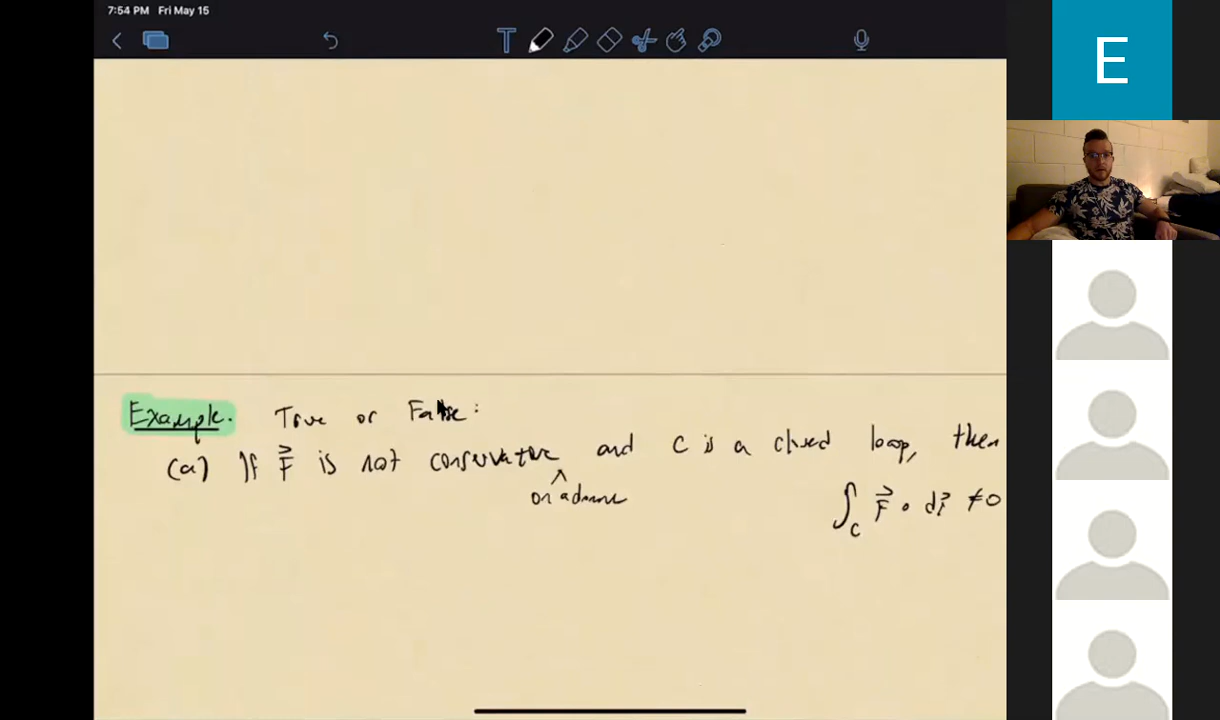 7:54 PM Fri May 15
T
E
Example. True or False:
(a) If F⃗ is not conservative and C is a closed loop, then
^
on a domain
∫_C F⃗ • dr⃗ ≠ 0